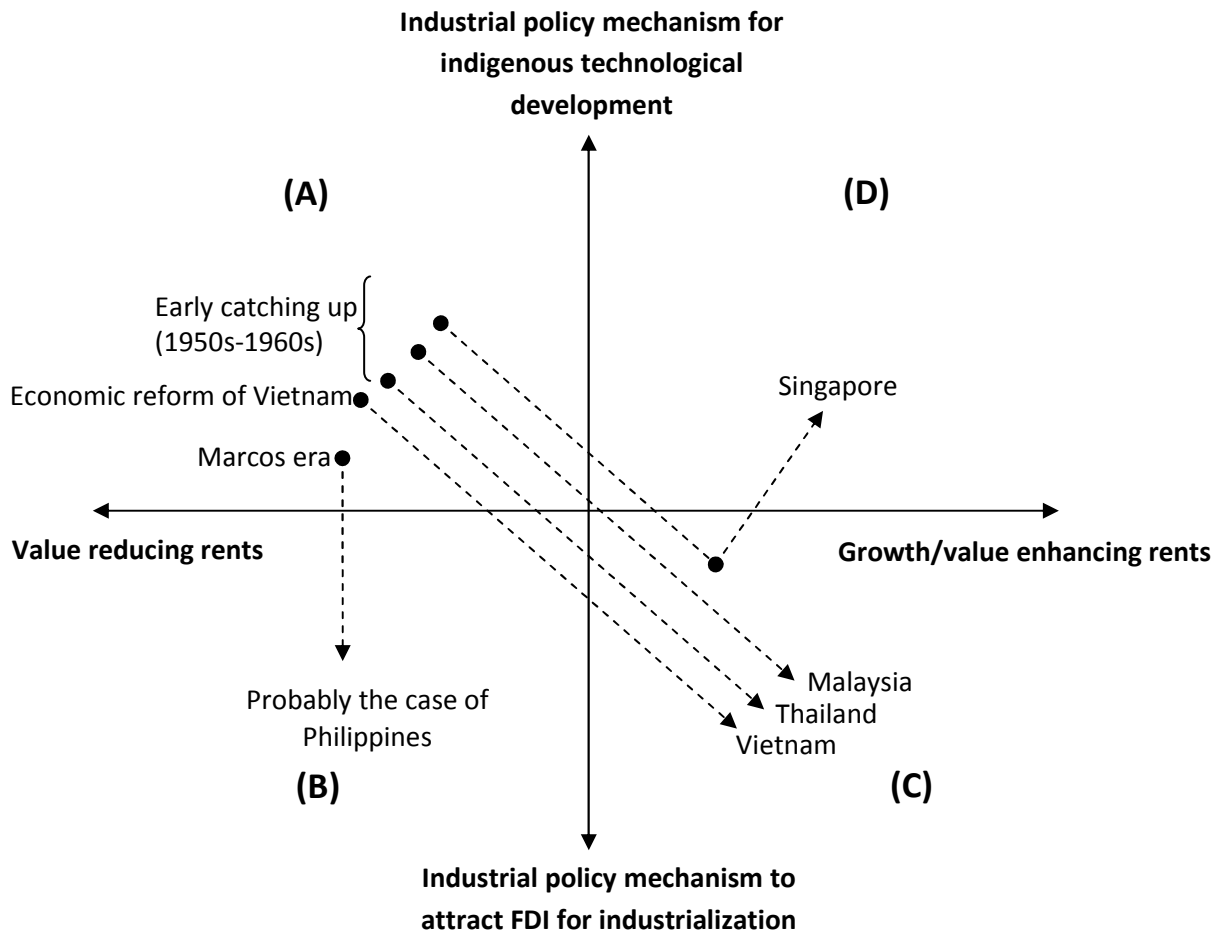 Industrial policy mechanism for
indigenous technological
development
(A)
(D)
Early catching up
(1950s-1960s)
Singapore
Economic reform of Vietnam
Marcos era
Value reducing rents
Growth/value enhancing rents
Malaysia
Probably the case of
Philippines
Thailand
Vietnam
(B)
(C)
Industrial policy mechanism to
attract FDI for industrialization